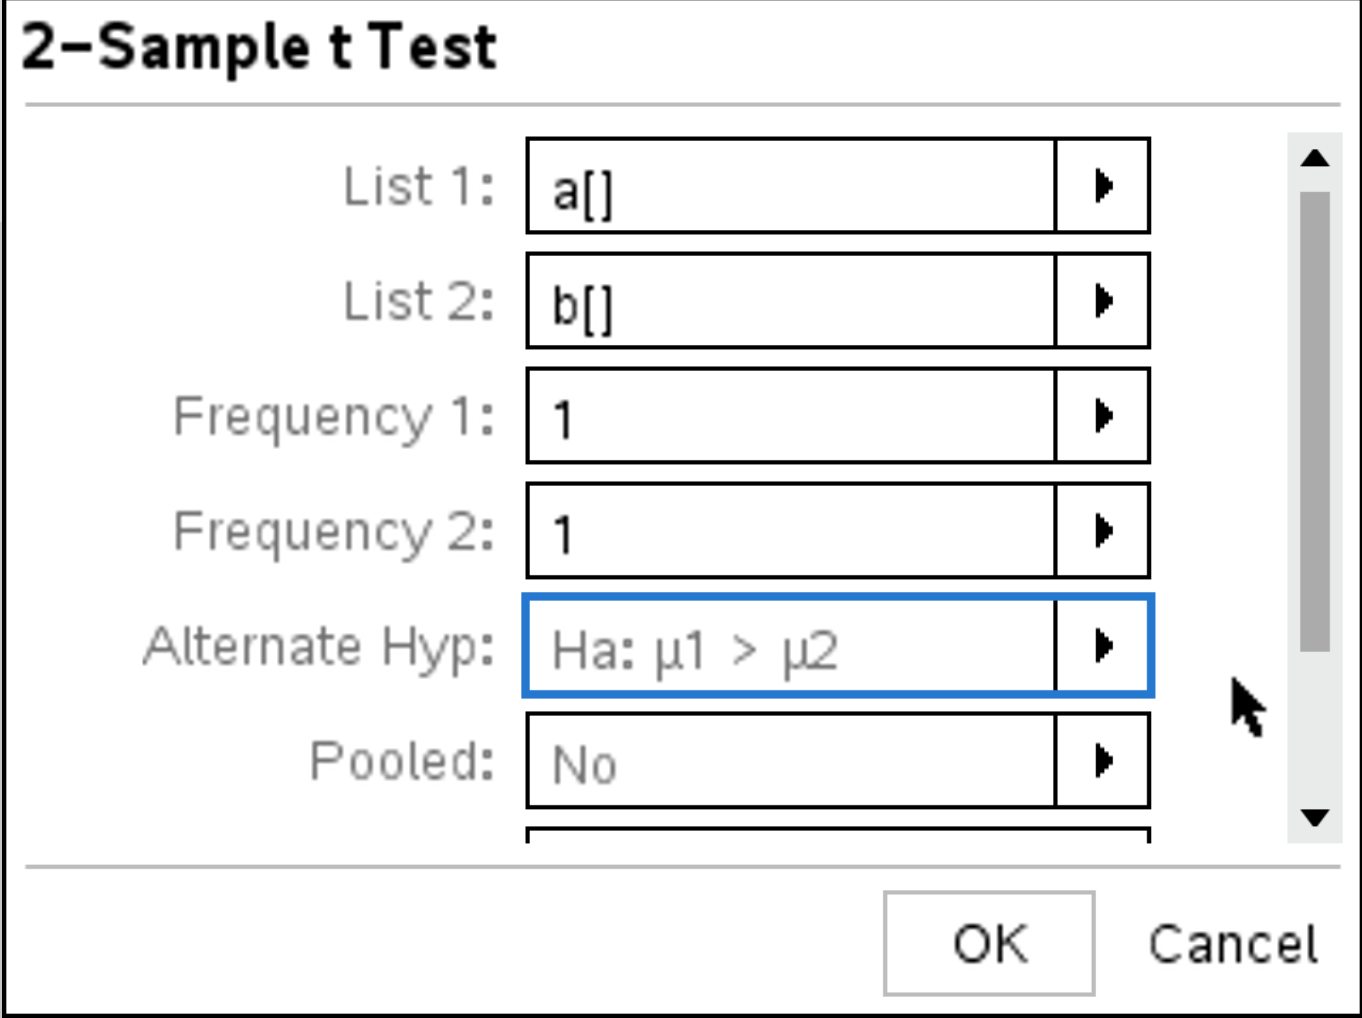 2-Sample t Test
List 1: a[]
List 2: b[]
Frequency 1: 1
Frequency 2: 1
Alternate Hyp: Ha: μ1 > μ2
Pooled: No
OK Cancel